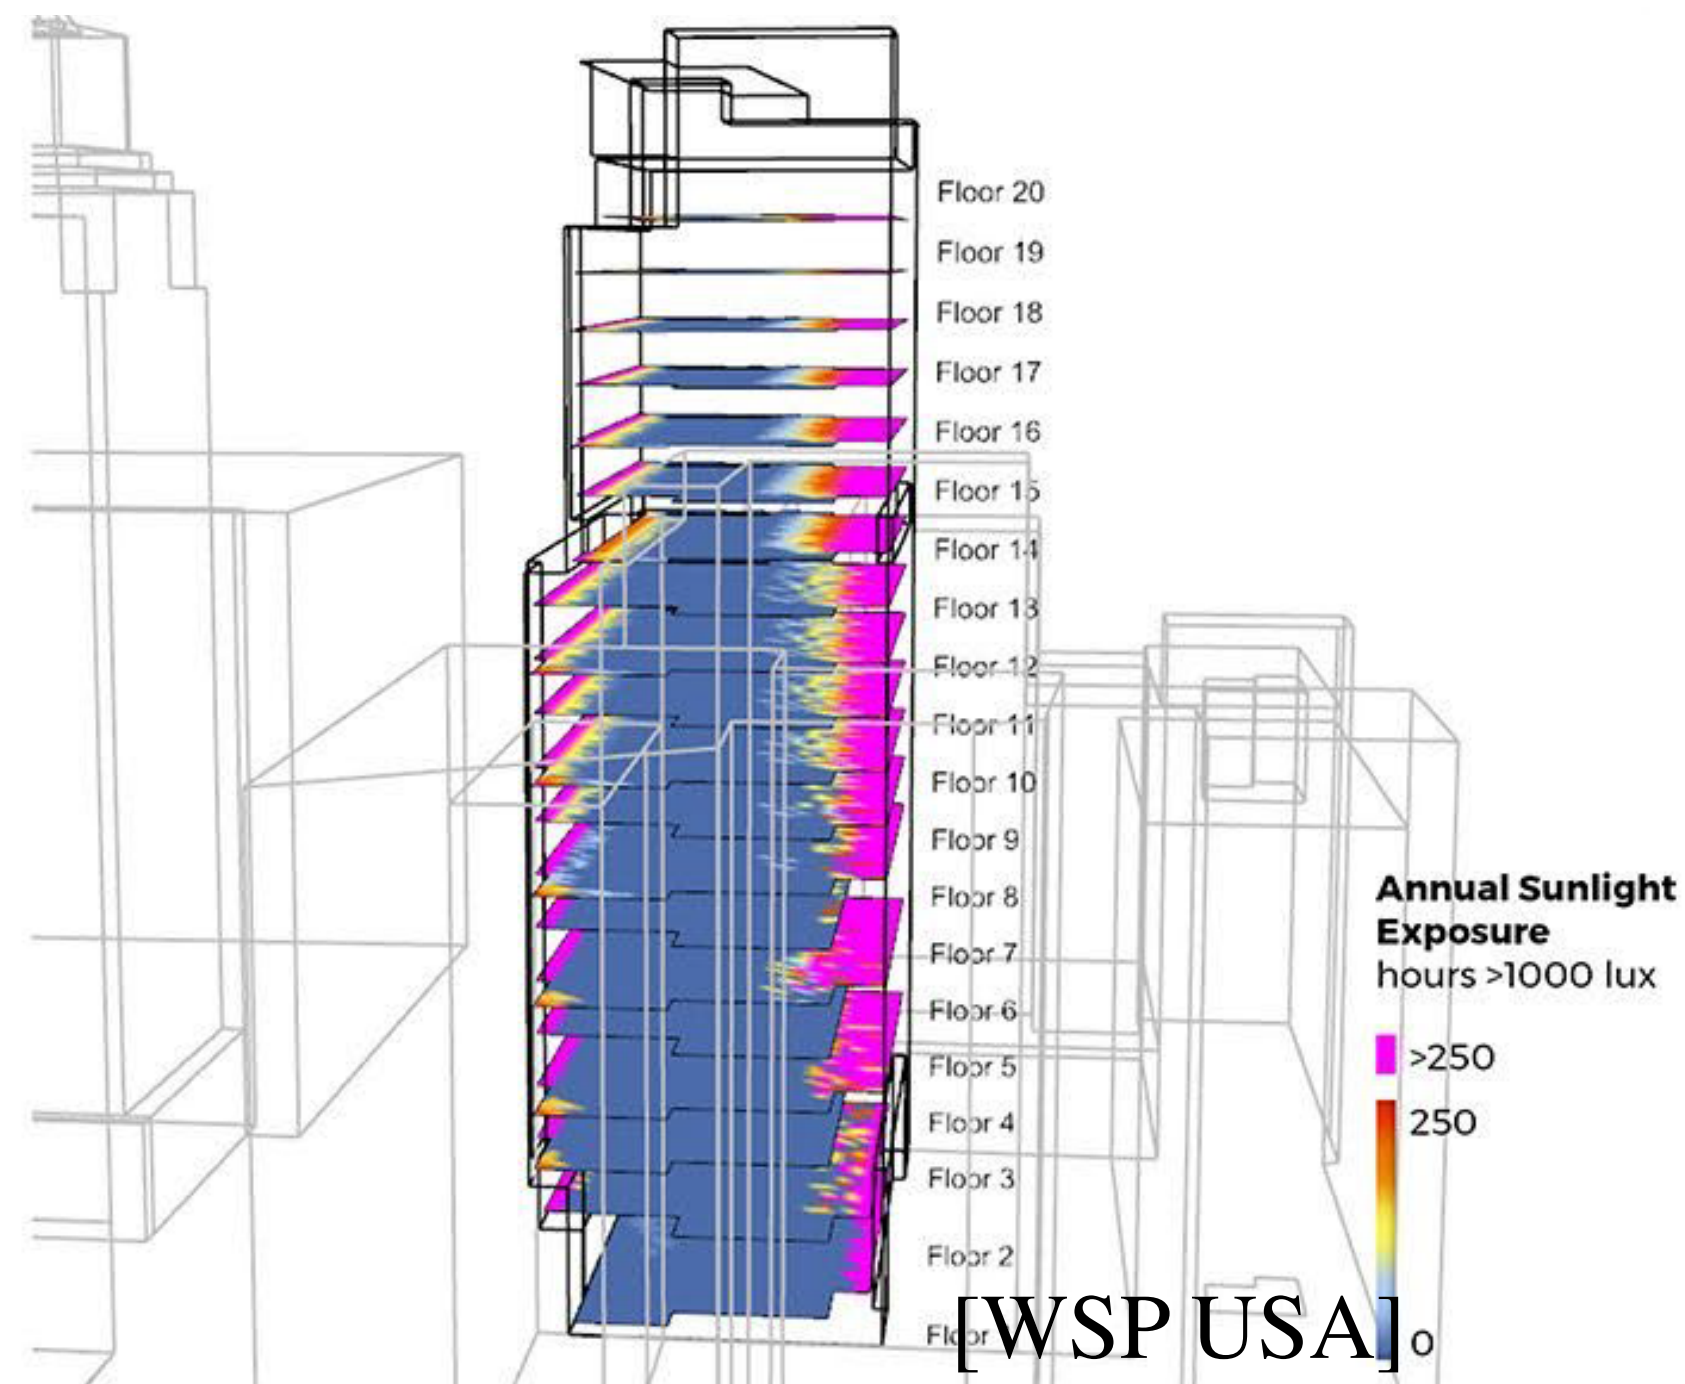 Floor 20
Floor 19
Floor 18
Floor 17
Floor 16
Floor 15
Floor 14
Floor 13
Floor 12
Floor 11
Floor 10
Floor 9
Floor 8
Floor 7
Floor 6
Floor 5
Floor 4
Floor 3
Floor 2
Floor
[WSP USA]
Annual Sunlight
Exposure
hours >1000 lux
>250
250
0